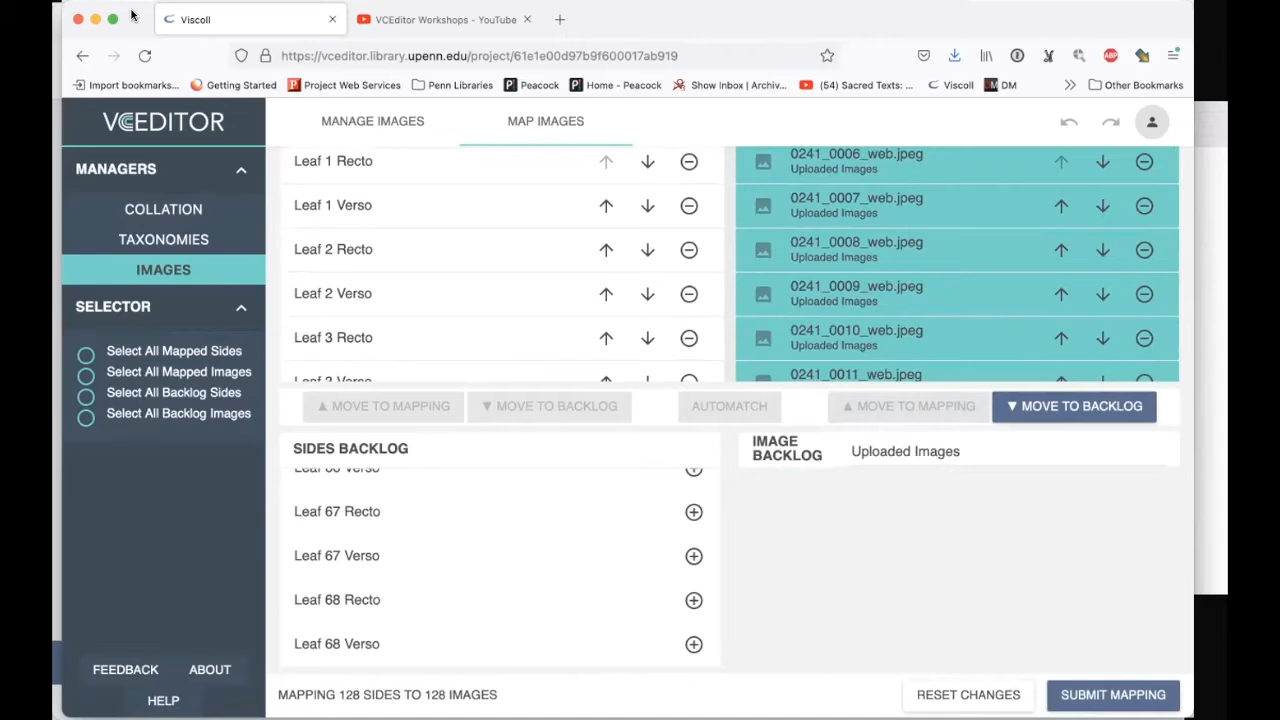 Viscoll
VCEditor Workshops - YouTube
https://vceditor.library.upenn.edu/project/61e1e00d97b9f600017ab919
Import bookmarks...
Getting Started
Project Web Services
Penn Libraries
Peacock
Home - Peacock
Show Inbox | Archiv...
(54) Sacred Texts: ...
Viscoll
DM
Other Bookmarks
VCEDITOR
MANAGE IMAGES
MAP IMAGES
MANAGERS
COLLATION
TAXONOMIES
IMAGES
SELECTOR
Select All Mapped Sides
Select All Mapped Images
Select All Backlog Sides
Select All Backlog Images
FEEDBACK
ABOUT
HELP
Leaf 1 Recto
Leaf 1 Verso
Leaf 2 Recto
Leaf 2 Verso
Leaf 3 Recto
Leaf 3 Verso
0241_0006_web.jpeg
Uploaded Images
0241_0007_web.jpeg
Uploaded Images
0241_0008_web.jpeg
Uploaded Images
0241_0009_web.jpeg
Uploaded Images
0241_0010_web.jpeg
Uploaded Images
0241_0011_web.jpeg
▲ MOVE TO MAPPING
▼ MOVE TO BACKLOG
AUTOMATCH
▲ MOVE TO MAPPING
▼ MOVE TO BACKLOG
SIDES BACKLOG
Leaf 66 Verso
Leaf 67 Recto
Leaf 67 Verso
Leaf 68 Recto
Leaf 68 Verso
IMAGE
BACKLOG
Uploaded Images
MAPPING 128 SIDES TO 128 IMAGES
RESET CHANGES
SUBMIT MAPPING